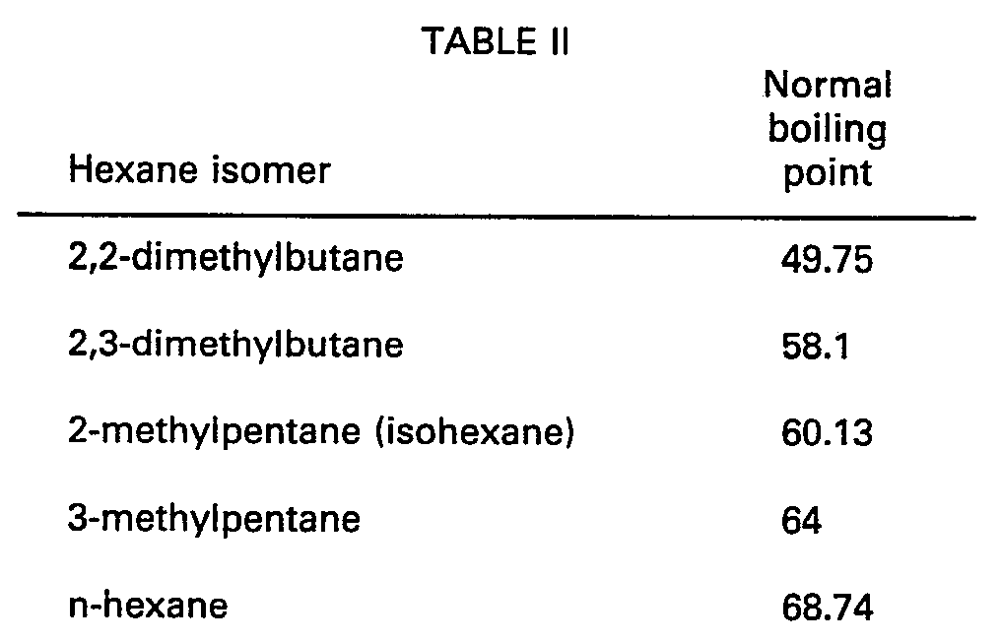 TABLE II
Normal
boiling
Hexane isomer point
2,2-dimethylbutane 49.75
2,3-dimethylbutane 58.1
2-methylpentane (isohexane) 60.13
3-methylpentane 64
n-hexane 68.74